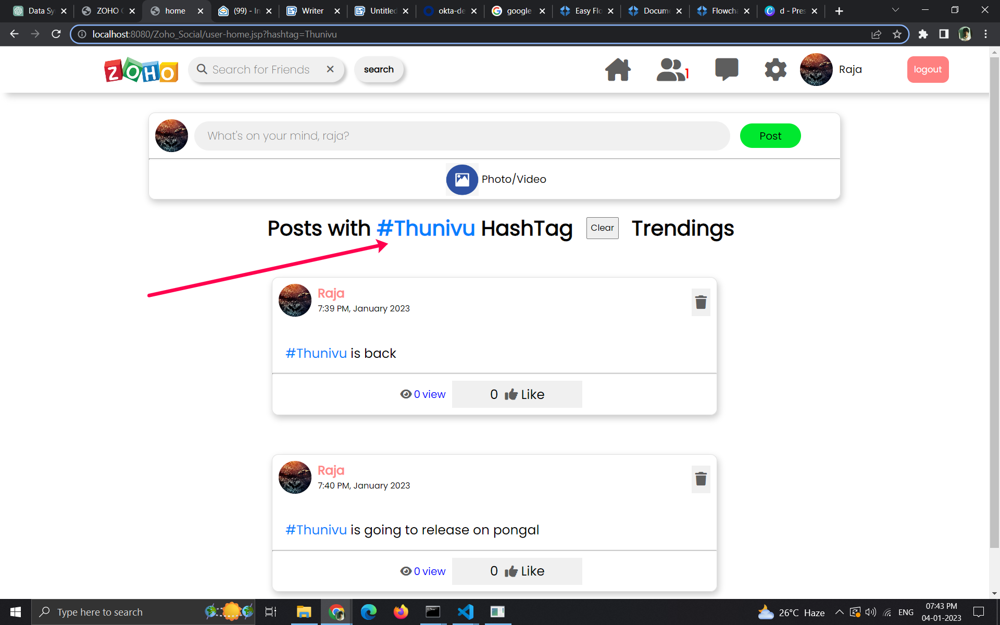 Data Sy
ZOHO
home
(99) - In
Writer
Untitled
okta-de
google
Easy Flo
Docume
Flowcha
d - Pres
localhost:8080/Zoho_Social/user-home.jsp?hashtag=Thunivu
ZOHO
Search for Friends
search
1
Raja
logout
What's on your mind, raja?
Post
Photo/Video
Posts with #Thunivu HashTag
Clear
Trendings
Raja
7:39 PM, January 2023
#Thunivu is back
0 view
0 Like
Raja
7:40 PM, January 2023
#Thunivu is going to release on pongal
0 view
0 Like
Type here to search
26°C Haze
ENG
07:43 PM
04-01-2023